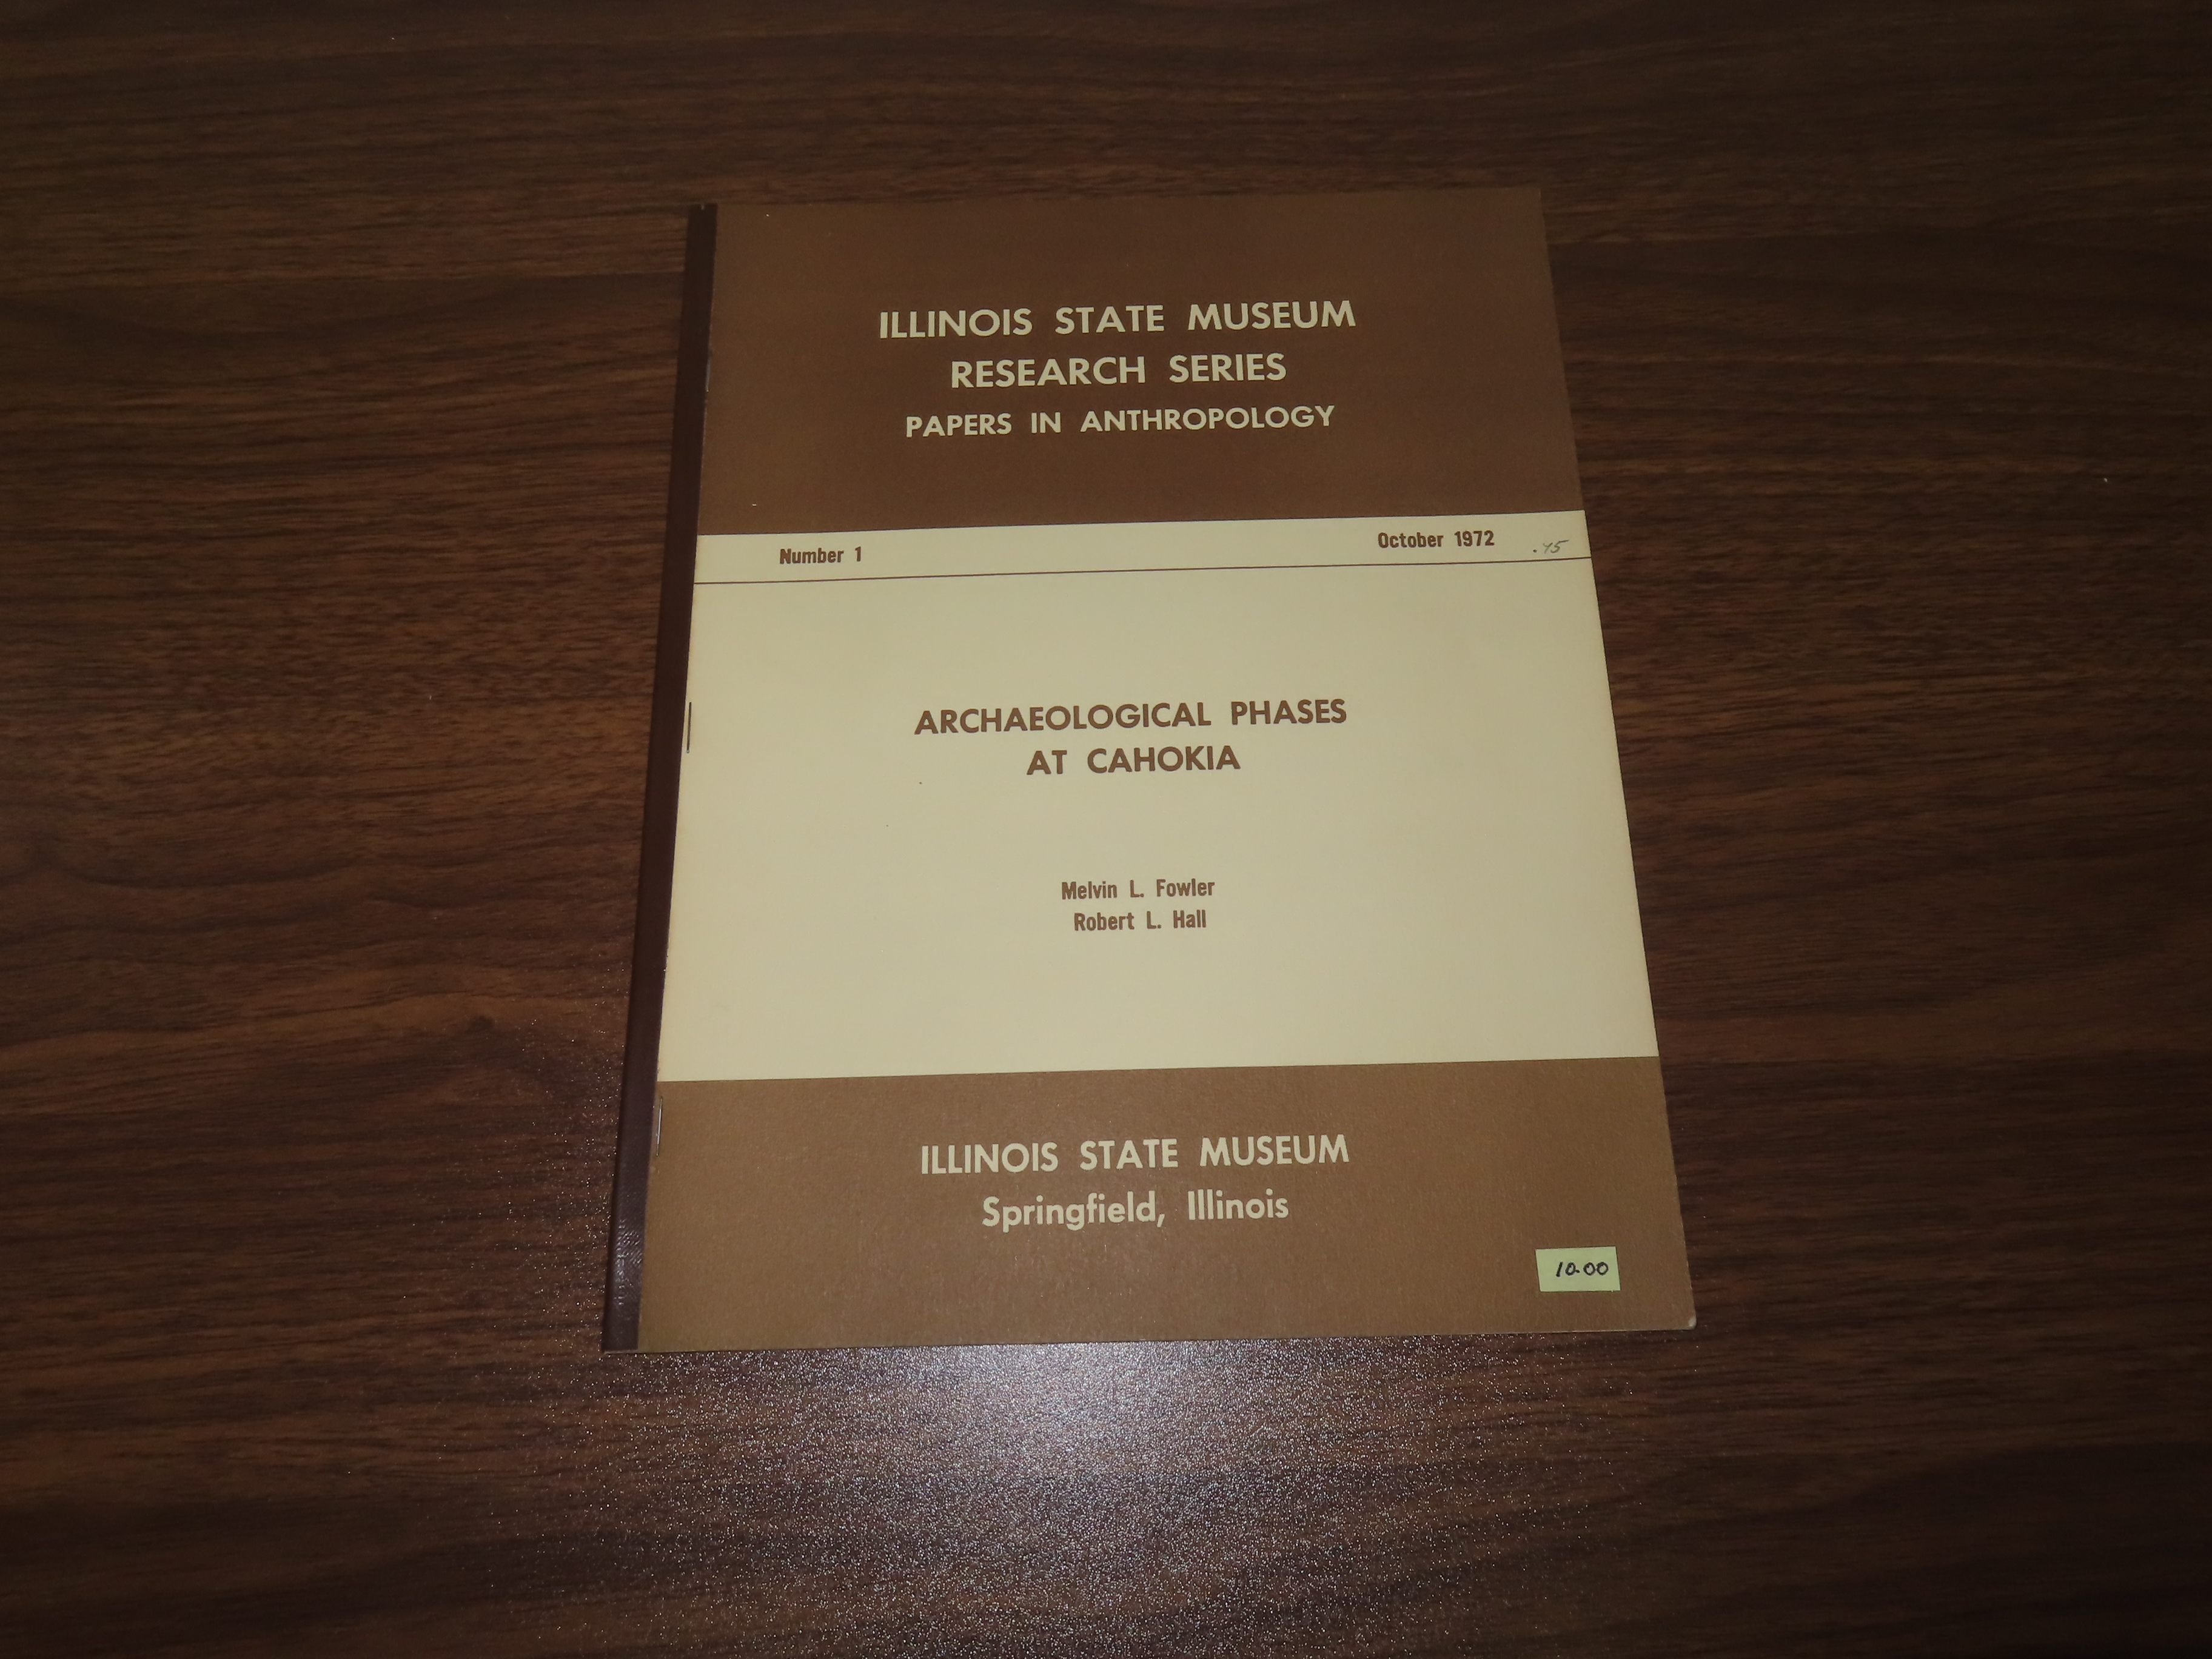 ILLINOIS STATE MUSEUM
RESEARCH SERIES
PAPERS IN ANTHROPOLOGY
Number 1 October 1972 .45
ARCHAEOLOGICAL PHASES
AT CAHOKIA
Melvin L. Fowler
Robert L. Hall
ILLINOIS STATE MUSEUM
Springfield, Illinois
10.00